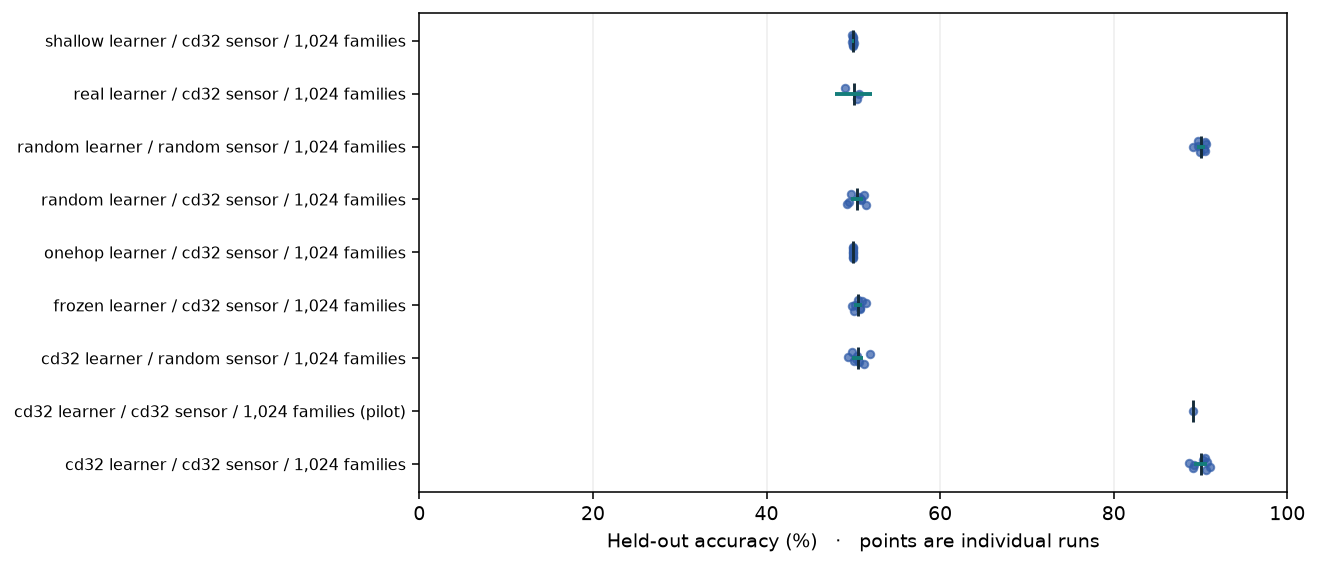 shallow learner / cd32 sensor / 1,024 families
real learner / cd32 sensor / 1,024 families
random learner / random sensor / 1,024 families
random learner / cd32 sensor / 1,024 families
onehop learner / cd32 sensor / 1,024 families
frozen learner / cd32 sensor / 1,024 families
cd32 learner / random sensor / 1,024 families
cd32 learner / cd32 sensor / 1,024 families (pilot)
cd32 learner / cd32 sensor / 1,024 families
0 20 40 60 80 100
Held-out accuracy (%) · points are individual runs